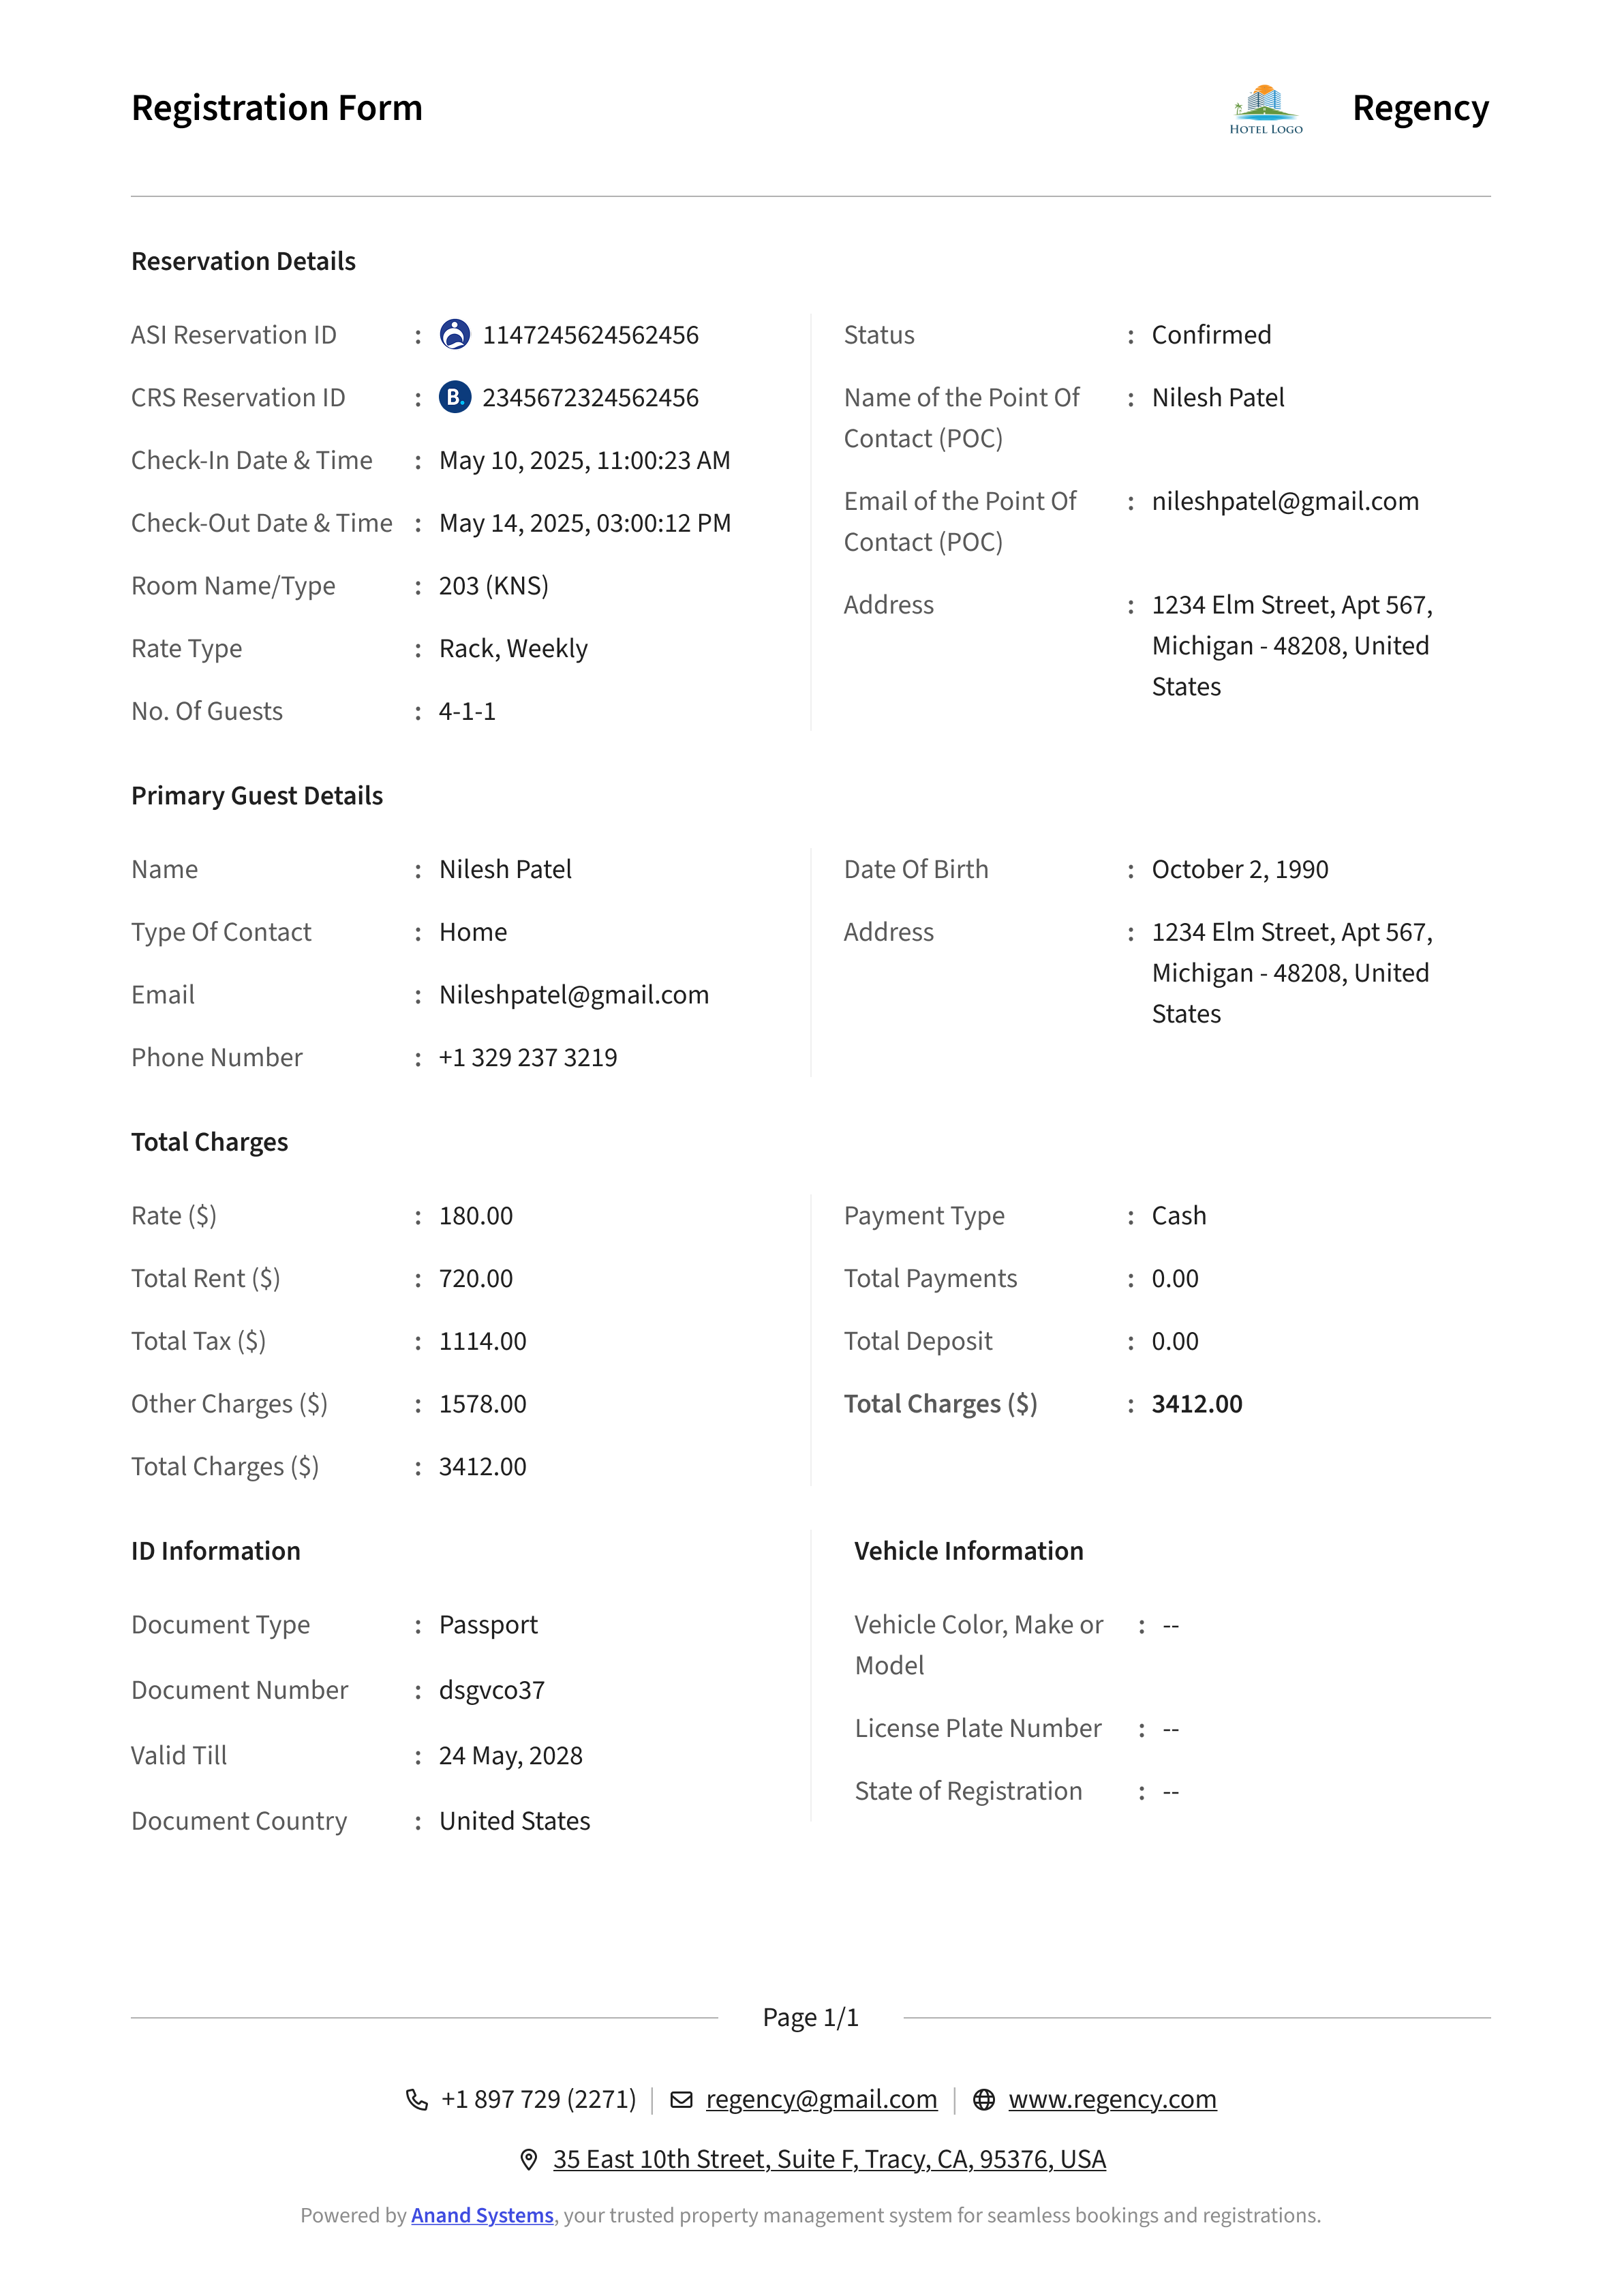 Registration Form
HOTEL LOGO
Regency
Reservation Details
ASI Reservation ID : 1147245624562456
CRS Reservation ID : B. 2345672324562456
Check-In Date & Time : May 10, 2025, 11:00:23 AM
Check-Out Date & Time : May 14, 2025, 03:00:12 PM
Room Name/Type : 203 (KNS)
Rate Type : Rack, Weekly
No. Of Guests : 4-1-1
Status : Confirmed
Name of the Point Of : Nilesh Patel
Contact (POC)
Email of the Point Of : nileshpatel@gmail.com
Contact (POC)
Address : 1234 Elm Street, Apt 567,
Michigan - 48208, United
States
Primary Guest Details
Name : Nilesh Patel
Type Of Contact : Home
Email : Nileshpatel@gmail.com
Phone Number : +1 329 237 3219
Date Of Birth : October 2, 1990
Address : 1234 Elm Street, Apt 567,
Michigan - 48208, United
States
Total Charges
Rate ($) : 180.00
Total Rent ($) : 720.00
Total Tax ($) : 1114.00
Other Charges ($) : 1578.00
Total Charges ($) : 3412.00
Payment Type : Cash
Total Payments : 0.00
Total Deposit : 0.00
Total Charges ($) : 3412.00
ID Information
Document Type : Passport
Document Number : dsgvco37
Valid Till : 24 May, 2028
Document Country : United States
Vehicle Information
Vehicle Color, Make or : --
Model
License Plate Number : --
State of Registration : --
Page 1/1
+1 897 729 (2271) | regency@gmail.com | www.regency.com
35 East 10th Street, Suite F, Tracy, CA, 95376, USA
Powered by Anand Systems, your trusted property management system for seamless bookings and registrations.